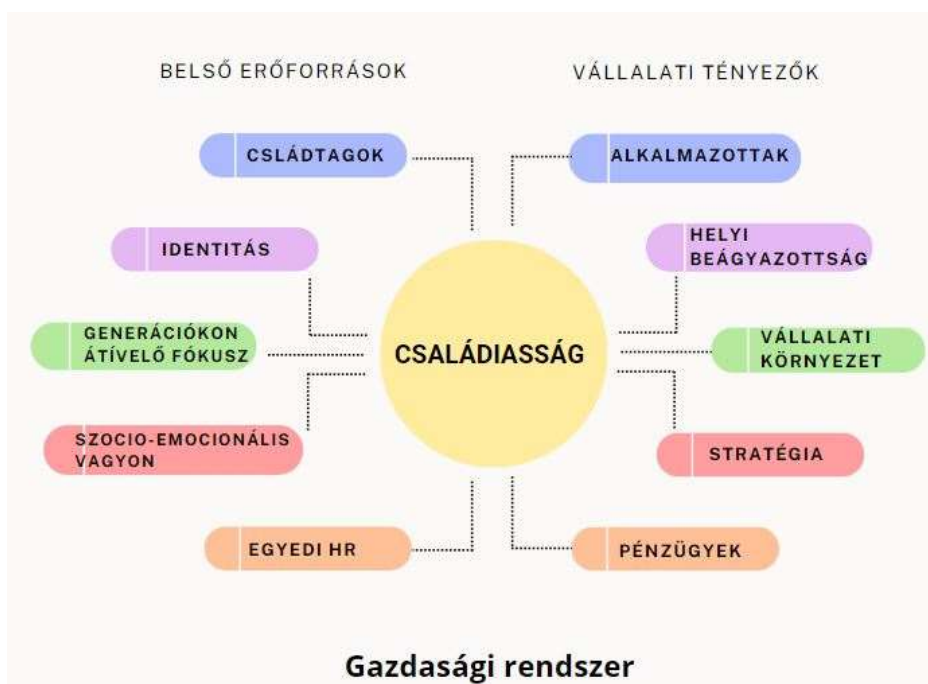 BELSŐ ERŐFORRÁSOK
VÁLLALATI TÉNYEZŐK
CSLÁDTAGOK
ALKALMAZOTTAK
IDENTITÁS
HELYI
BEÁGYAZOTTSÁG
GENERÁCIÓKON
ÁTÍVELŐ FÓKUSZ
CSALÁDIASSÁG
VÁLLALATI
KÖRNYEZET
SZOCIO-EMOCIONÁLIS
VAGYON
STRATÉGIA
EGYEDI HR
PÉNZÜGYEK
Gazdasági rendszer